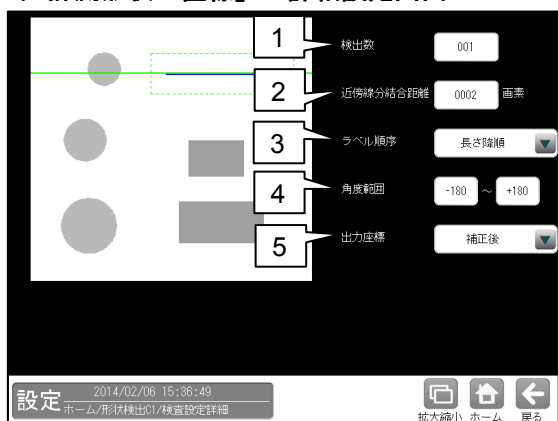 1 検出数 001
2 近傍線分結合距離 0002 画素
3 ラベル順序 長さ降順
4 角度範囲 -180 ~ +180
5 出力座標 補正後
設定 2014/02/06 15:36:49
ホーム/形状検出C1/検査設定詳細
拡大縮小 ホーム 戻る